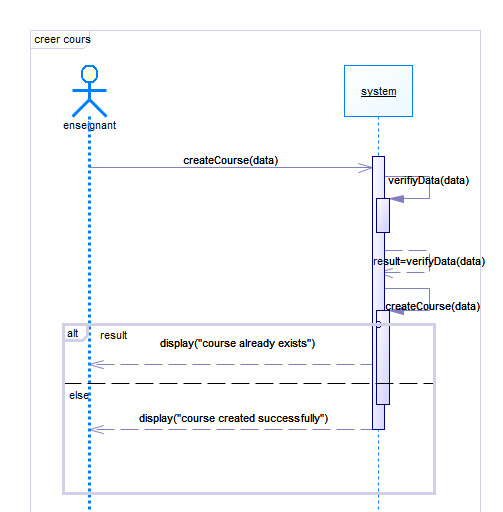 creer cours
enseignant
system
createCourse(data)
verifiyData(data)
result=verifyData(data)
createCourse(data)
alt
result
display("course already exists")
else
display("course created successfully")